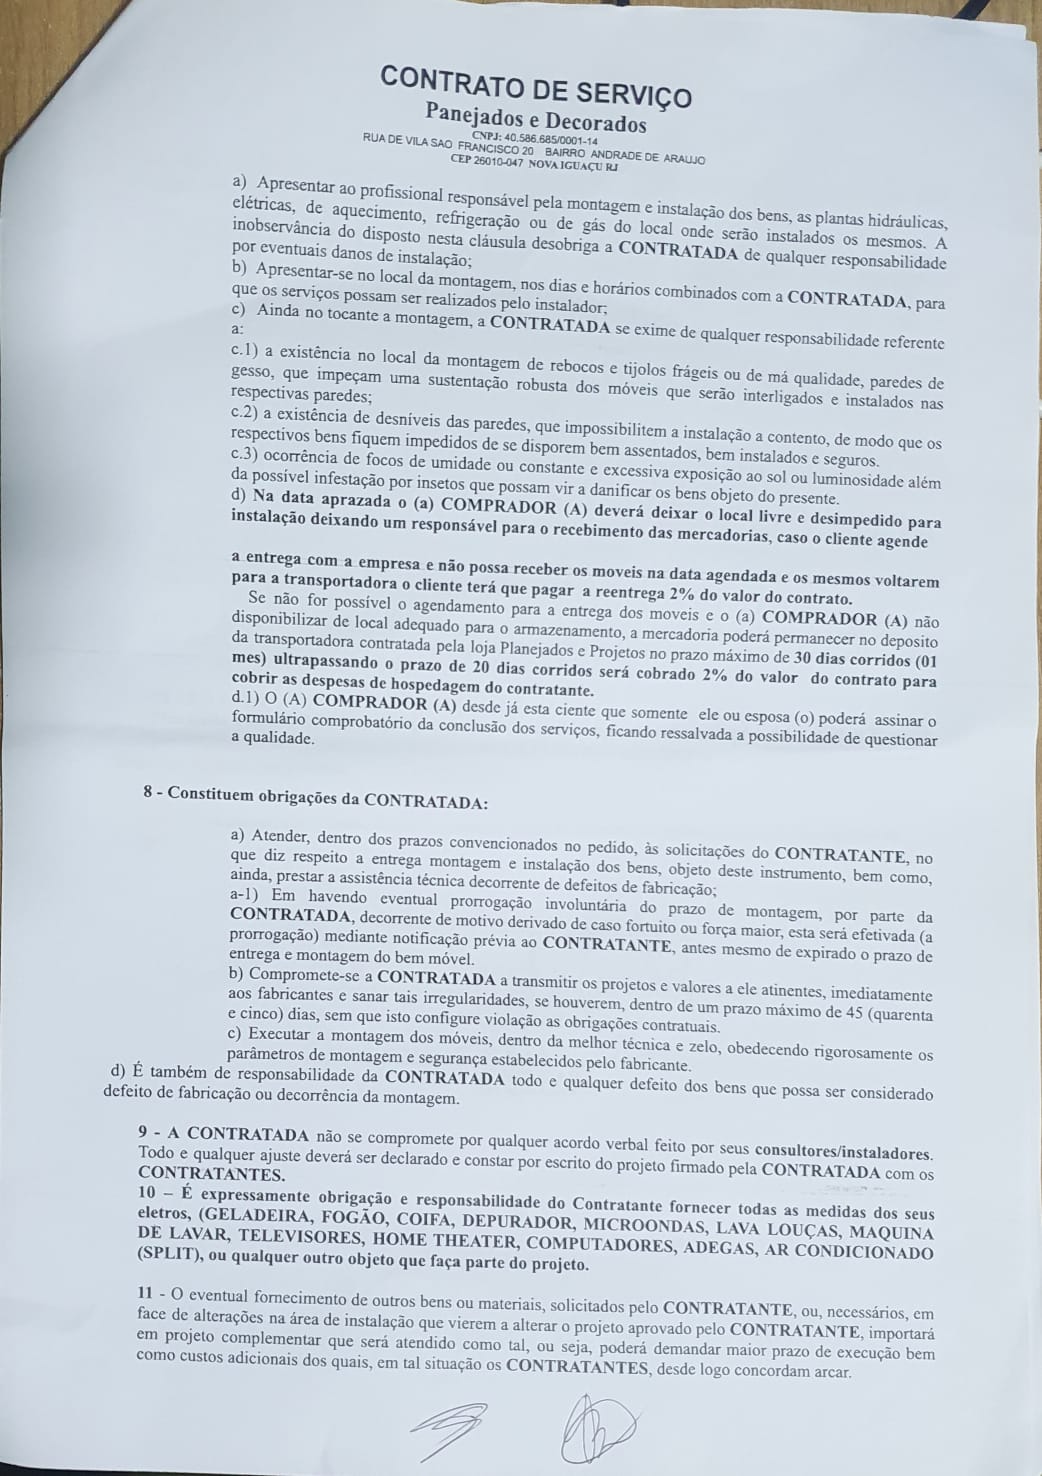 CONTRATO DE SERVIÇO
Panejados e Decorados
CNPJ: 40.586.685/0001-14
RUA DE VILA SAO FRANCISCO 20 BAIRRO ANDRADE DE ARAUJO
CEP 26010-047 NOVA IGUAÇU RJ
a) Apresentar ao profissional responsável pela montagem e instalação dos bens, as plantas hidráulicas,
elétricas, de aquecimento, refrigeração ou de gás do local onde serão instalados os mesmos. A
inobservância do disposto nesta cláusula desobriga a CONTRATADA de qualquer responsabilidade
por eventuais danos de instalação;
b) Apresentar-se no local da montagem, nos dias e horários combinados com a CONTRATADA, para
que os serviços possam ser realizados pelo instalador;
c) Ainda no tocante a montagem, a CONTRATADA se exime de qualquer responsabilidade referente
a:
c.1) a existência no local da montagem de rebocos e tijolos frágeis ou de má qualidade, paredes de
gesso, que impeçam uma sustentação robusta dos móveis que serão interligados e instalados nas
respectivas paredes;
c.2) a existência de desníveis das paredes, que impossibilitem a instalação a contento, de modo que os
respectivos bens fiquem impedidos de se disporem bem assentados, bem instalados e seguros.
c.3) ocorrência de focos de umidade ou constante e excessiva exposição ao sol ou luminosidade além
da possível infestação por insetos que possam vir a danificar os bens objeto do presente.
d) Na data aprazada o (a) COMPRADOR (A) deverá deixar o local livre e desimpedido para
instalação deixando um responsável para o recebimento das mercadorias, caso o cliente agende
a entrega com a empresa e não possa receber os moveis na data agendada e os mesmos voltarem
para a transportadora o cliente terá que pagar a reentrega 2% do valor do contrato.
Se não for possível o agendamento para a entrega dos moveis e o (a) COMPRADOR (A) não
disponibilizar de local adequado para o armazenamento, a mercadoria poderá permanecer no deposito
da transportadora contratada pela loja Planejados e Projetos no prazo máximo de 30 dias corridos (01
mes) ultrapassando o prazo de 20 dias corridos será cobrado 2% do valor do contrato para
cobrir as despesas de hospedagem do contratante.
d.1) O (A) COMPRADOR (A) desde já esta ciente que somente ele ou esposa (o) poderá assinar o
formulário comprobatório da conclusão dos serviços, ficando ressalvada a possibilidade de questionar
a qualidade.
8 - Constituem obrigações da CONTRATADA:
a) Atender, dentro dos prazos convencionados no pedido, às solicitações do CONTRATANTE, no
que diz respeito a entrega montagem e instalação dos bens, objeto deste instrumento, bem como,
ainda, prestar a assistência técnica decorrente de defeitos de fabricação;
a-1) Em havendo eventual prorrogação involuntária do prazo de montagem, por parte da
CONTRATADA, decorrente de motivo derivado de caso fortuito ou força maior, esta será efetivada (a
prorrogação) mediante notificação prévia ao CONTRATANTE, antes mesmo de expirado o prazo de
entrega e montagem do bem móvel.
b) Compromete-se a CONTRATADA a transmitir os projetos e valores a ele atinentes, imediatamente
aos fabricantes e sanar tais irregularidades, se houverem, dentro de um prazo máximo de 45 (quarenta
e cinco) dias, sem que isto configure violação as obrigações contratuais.
c) Executar a montagem dos móveis, dentro da melhor técnica e zelo, obedecendo rigorosamente os
parâmetros de montagem e segurança estabelecidos pelo fabricante.
d) É também de responsabilidade da CONTRATADA todo e qualquer defeito dos bens que possa ser considerado
defeito de fabricação ou decorrência da montagem.
9 - A CONTRATADA não se compromete por qualquer acordo verbal feito por seus consultores/instaladores.
Todo e qualquer ajuste deverá ser declarado e constar por escrito do projeto firmado pela CONTRATADA com os
CONTRATANTES.
10 – É expressamente obrigação e responsabilidade do Contratante fornecer todas as medidas dos seus
eletros, (GELADEIRA, FOGÃO, COIFA, DEPURADOR, MICROONDAS, LAVA LOUÇAS, MAQUINA
DE LAVAR, TELEVISORES, HOME THEATER, COMPUTADORES, ADEGAS, AR CONDICIONADO
(SPLIT), ou qualquer outro objeto que faça parte do projeto.
11 - O eventual fornecimento de outros bens ou materiais, solicitados pelo CONTRATANTE, ou, necessários, em
face de alterações na área de instalação que vierem a alterar o projeto aprovado pelo CONTRATANTE, importará
em projeto complementar que será atendido como tal, ou seja, poderá demandar maior prazo de execução bem
como custos adicionais dos quais, em tal situação os CONTRATANTES, desde logo concordam arcar.